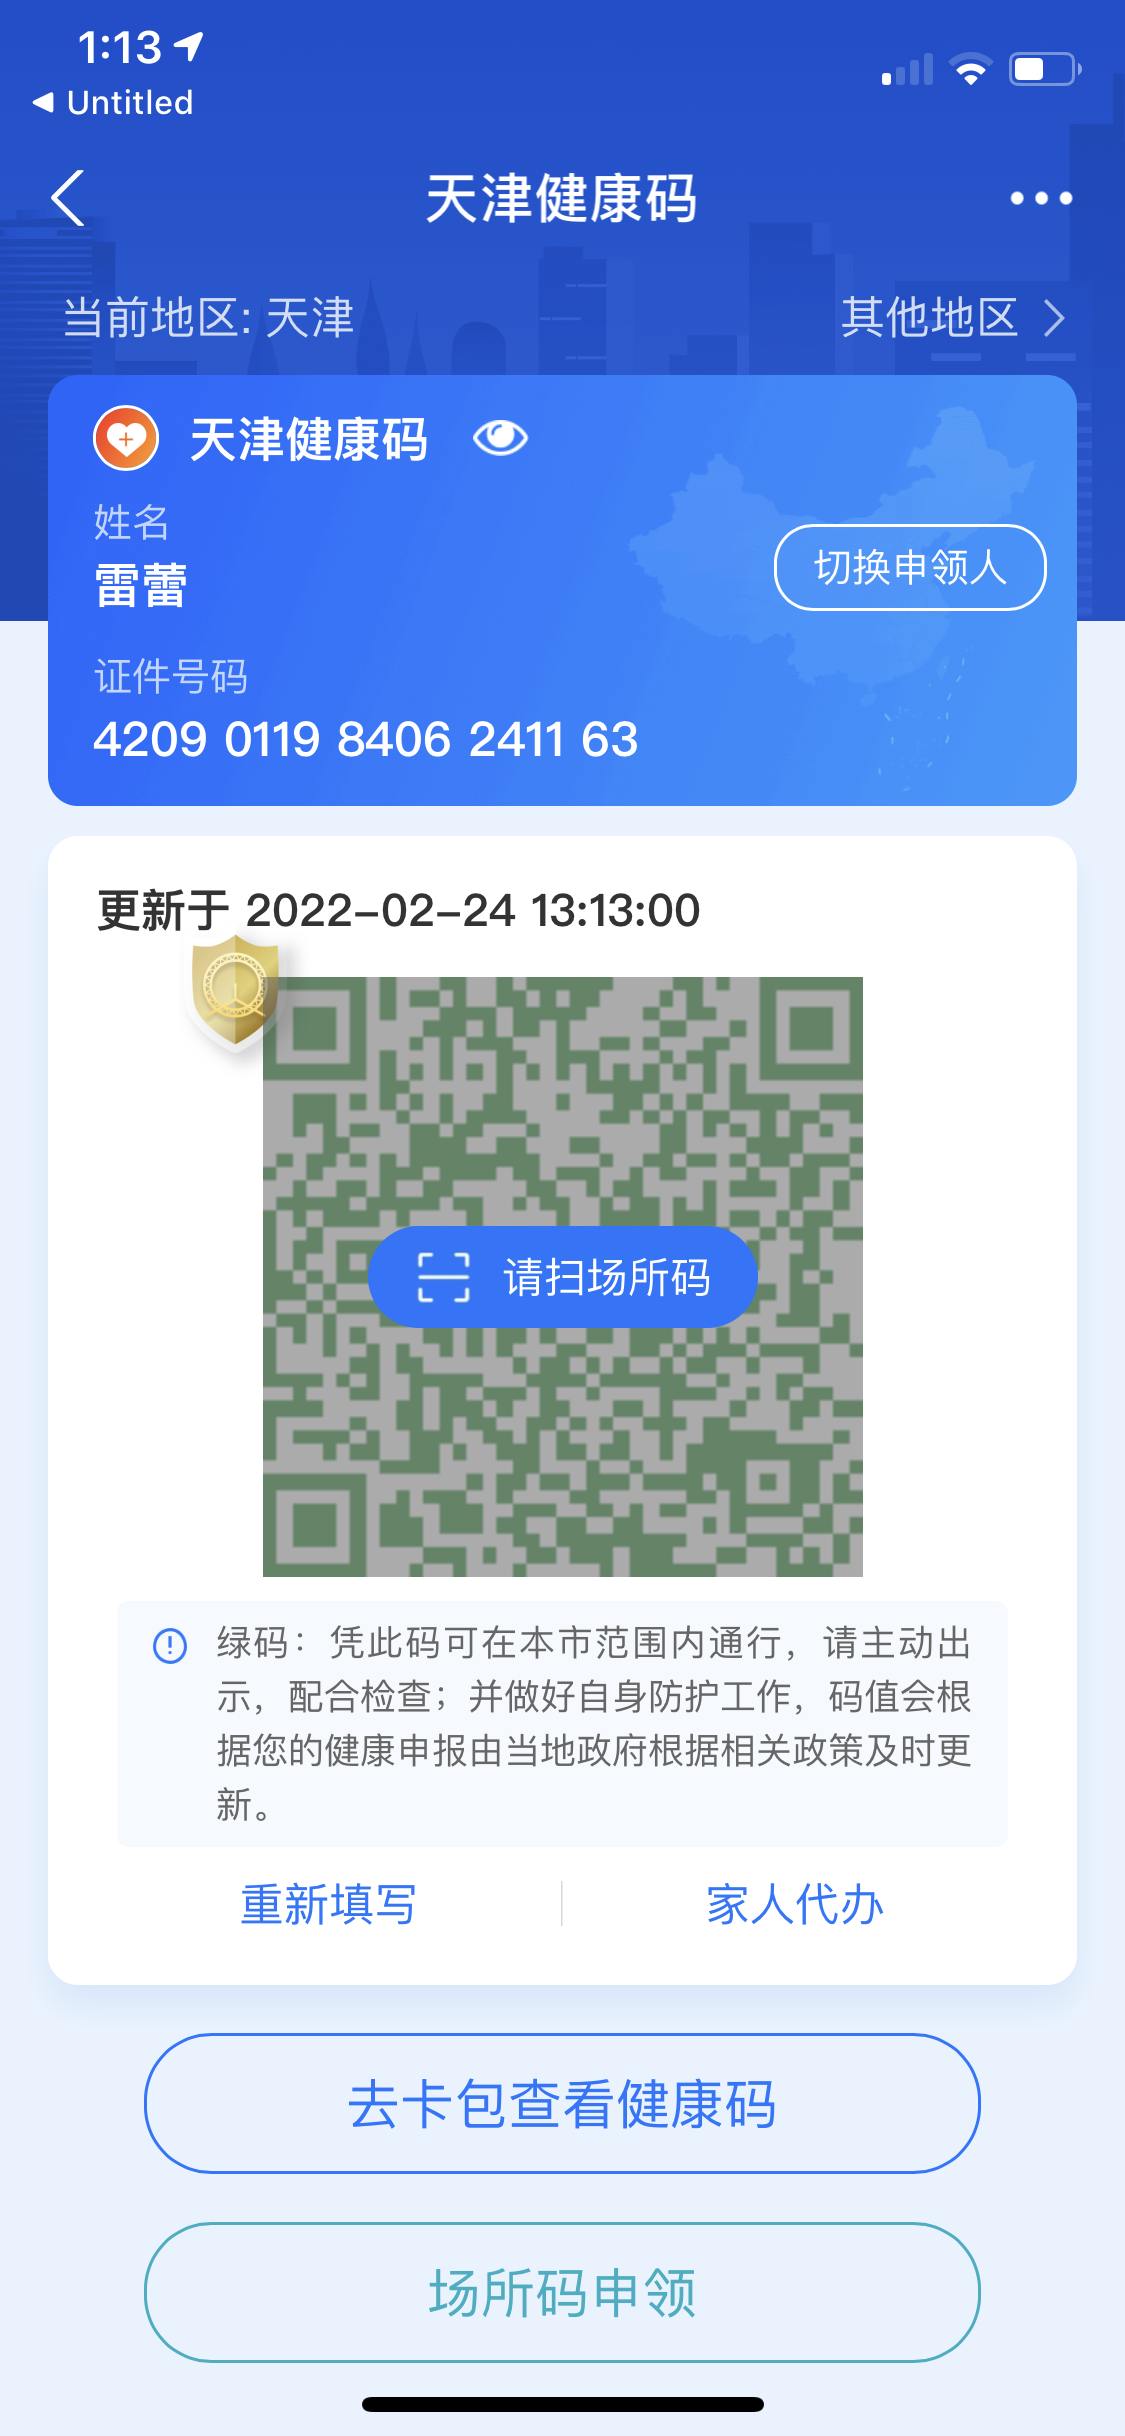 1:13
Untitled
天津健康码
当前地区: 天津
其他地区
天津健康码
姓名
雷蕾
切换申领人
证件号码
4209 0119 8406 2411 63
更新于 2022-02-24 13:13:00
请扫场所码
绿码：凭此码可在本市范围内通行，请主动出
示，配合检查；并做好自身防护工作，码值会根
据您的健康申报由当地政府根据相关政策及时更
新。
重新填写
家人代办
去卡包查看健康码
场所码申领